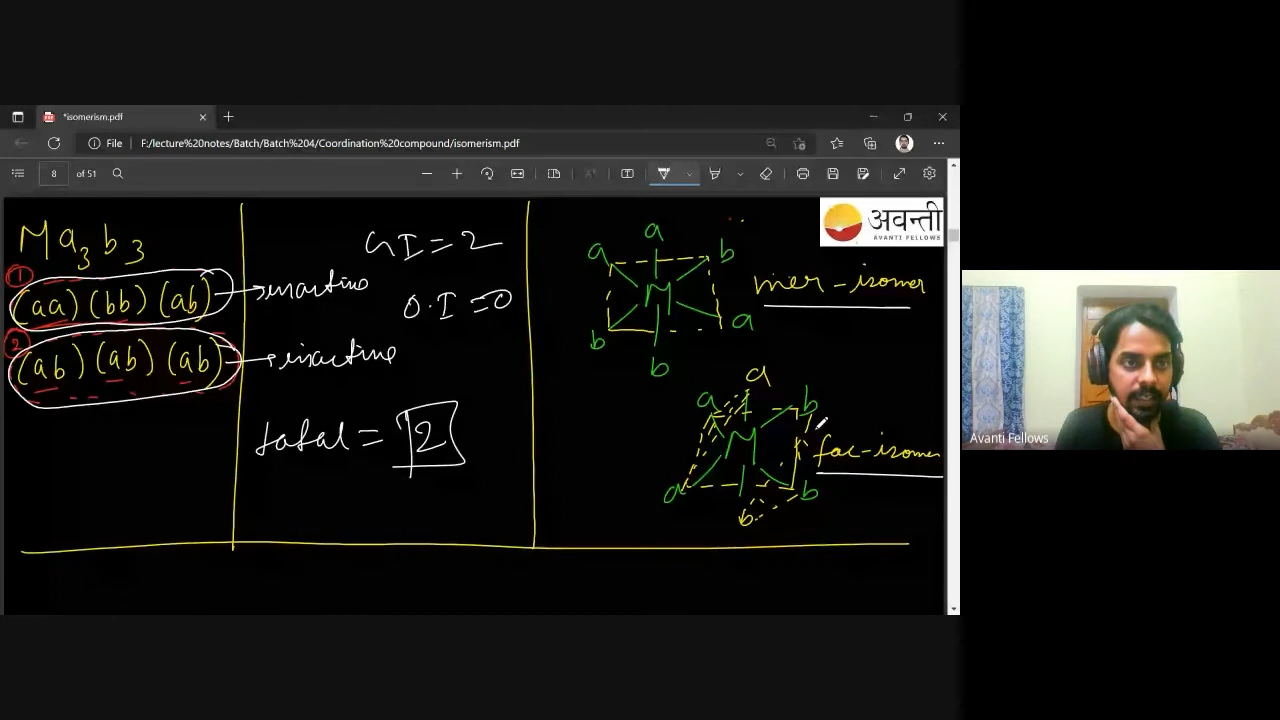 *isomerism.pdf
File F:/lecture%20notes/Batch/Batch%204/Coordination%20compound/isomerism.pdf
8 of 51
अवन्ती
AVANTI FELLOWS
Ma3b3
① (aa) (bb) (ab) → inactive
② (ab) (ab) (ab) → inactive
GI = 2
O.I = 0
total = 2
a
a b
M
b a
b
mer-isomer
a
a b
M
a b
b
fac-isomer
Avanti Fellows